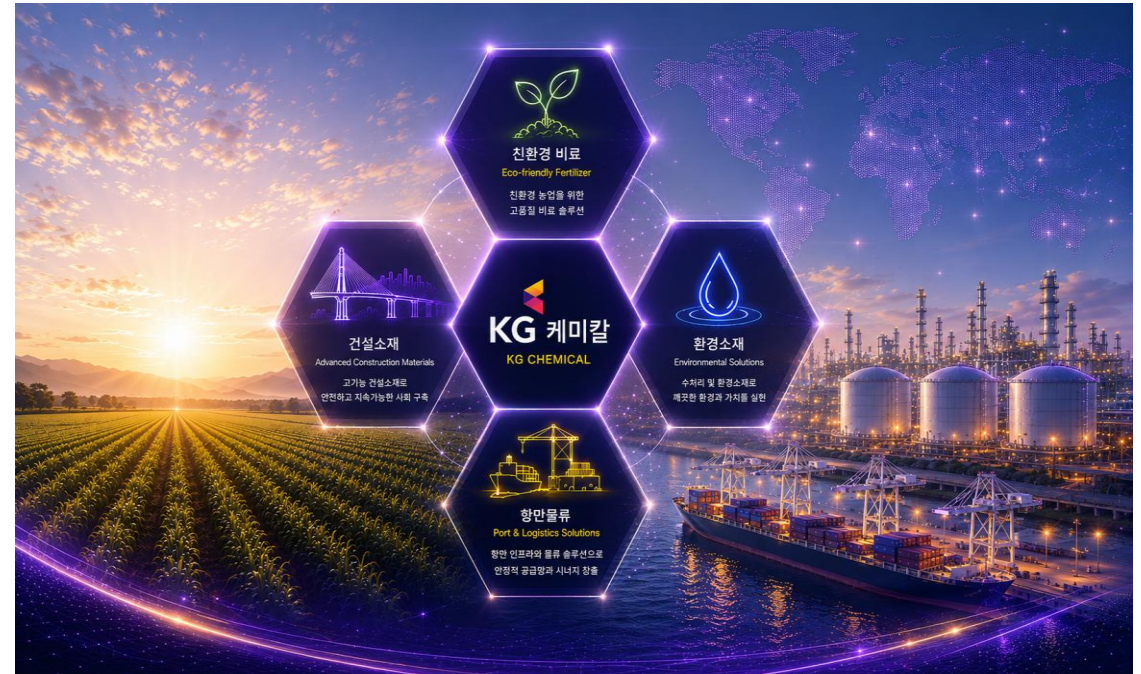 친환경 비료
Eco-friendly Fertilizer
친환경 농업을 위한
고품질 비료 솔루션
건설소재
Advanced Construction Materials
고기능 건설소재로
안전하고 지속가능한 사회 구축
KG 케미칼
KG CHEMICAL
환경소재
Environmental Solutions
수처리 및 환경소재로
깨끗한 환경과 가치를 실현
항만물류
Port & Logistics Solutions
항만 인프라와 물류 솔루션으로
안정적 공급망과 시너지 창출